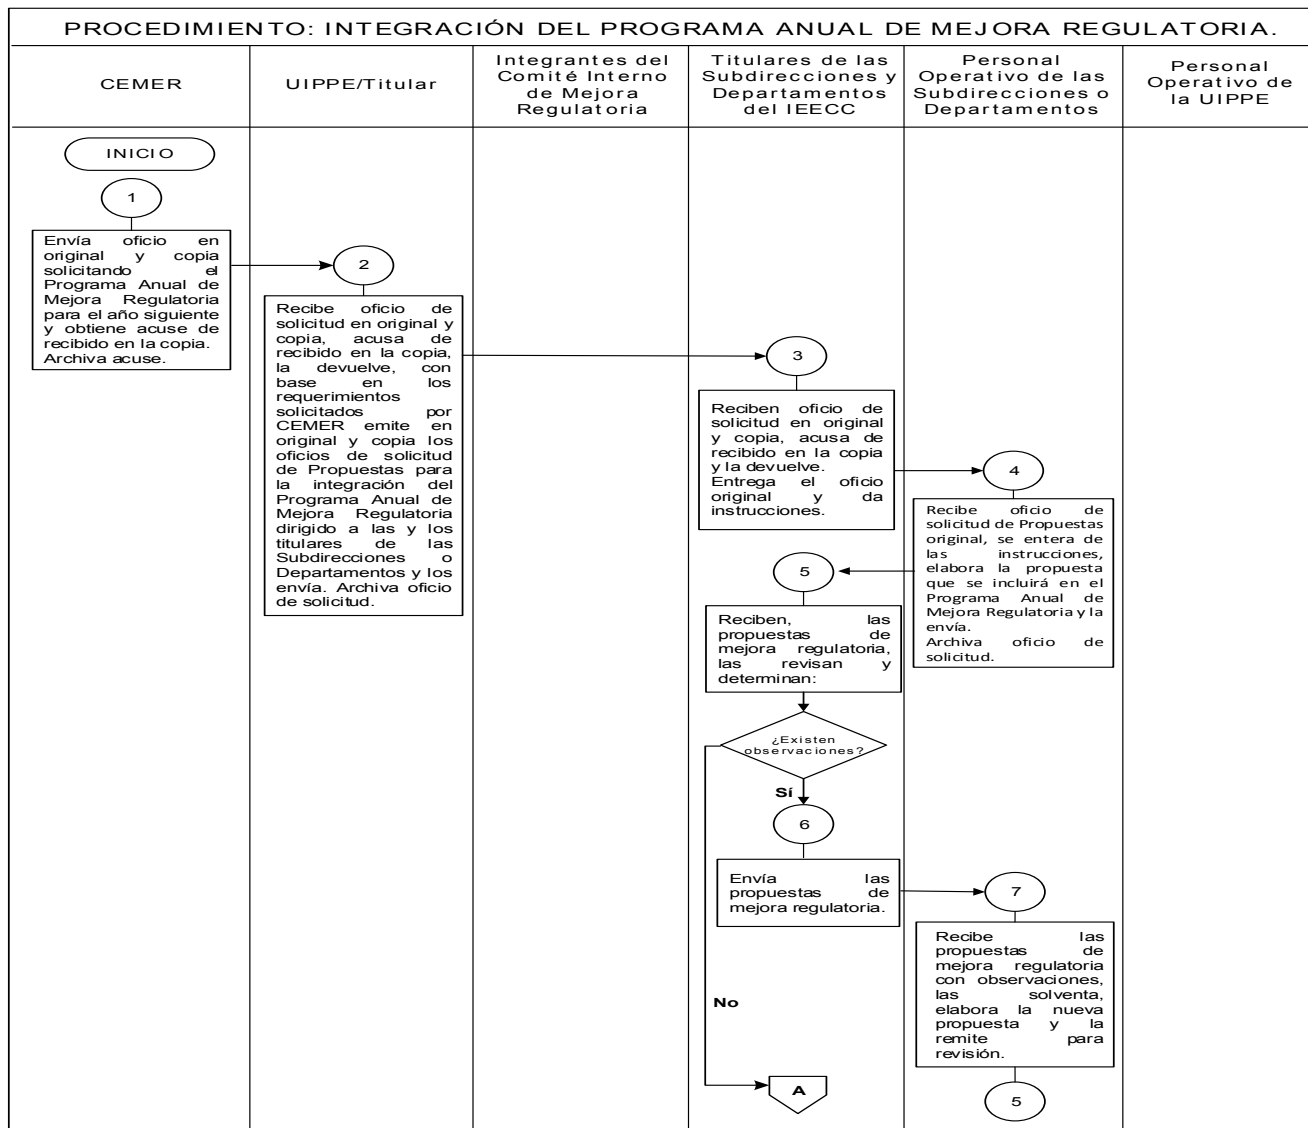 PROCEDIMIENTO: INTEGRACIÓN DEL PROGRAMA ANUAL DE MEJORA REGULATORIA.
CEMER
UIPPE/Titular
Integrantes del
Comité Interno
de Mejora
Regulatoria
Titulares de las
Subdirecciones y
Departamentos
del IEECC
Personal
Operativo de las
Subdirecciones o
Departamentos
Personal
Operativo de
la UIPPE
INICIO
1
Envía oficio en
original y copia
solicitando el
Programa Anual de
Mejora Regulatoria
para el año siguiente
y obtiene acuse de
recibido en la copia.
Archiva acuse.
2
Recibe oficio de
solicitud en original y
copia, acusa de
recibido en la copia,
la devuelve, con
base en los
requerimientos
solicitados por
CEMER emite en
original y copia los
oficios de solicitud
de Propuestas para
la integración del
Programa Anual de
Mejora Regulatoria
dirigido a las y los
titulares de las
Subdirecciones o
Departamentos y los
envía. Archiva oficio
de solicitud.
3
Reciben oficio de
solicitud en original
y copia, acusa de
recibido en la copia
y la devuelve.
Entrega el oficio
original y da
instrucciones.
4
Recibe oficio de
solicitud de Propuestas
original, se entera de
las instrucciones,
elabora la propuesta
que se incluirá en el
Programa Anual de
Mejora Regulatoria y la
envía.
Archiva oficio de
solicitud.
5
Reciben, las
propuestas de
mejora regulatoria,
las revisan y
determinan:
¿Existen
observaciones?
Sí
6
Envía las
propuestas de
mejora regulatoria.
7
Recibe las
propuestas de
mejora regulatoria
con observaciones,
las solventa,
elabora la nueva
propuesta y la
remite para
revisión.
No
A
5